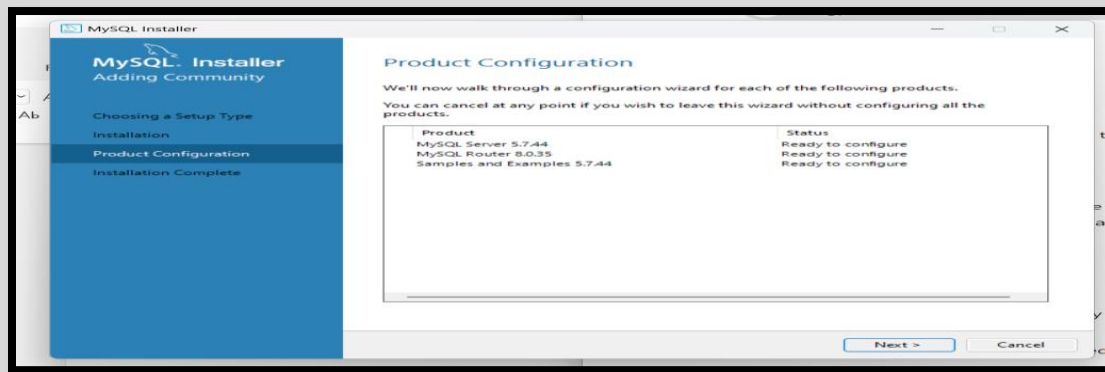 MySQL Installer
MySQL. Installer
Adding Community
Choosing a Setup Type
Installation
Product Configuration
Installation Complete
Product Configuration
We'll now walk through a configuration wizard for each of the following products.
You can cancel at any point if you wish to leave this wizard without configuring all the
products.
Product Status
MySQL Server 5.7.44 Ready to configure
MySQL Router 8.0.35 Ready to configure
Samples and Examples 5.7.44 Ready to configure
Next > Cancel
Ab